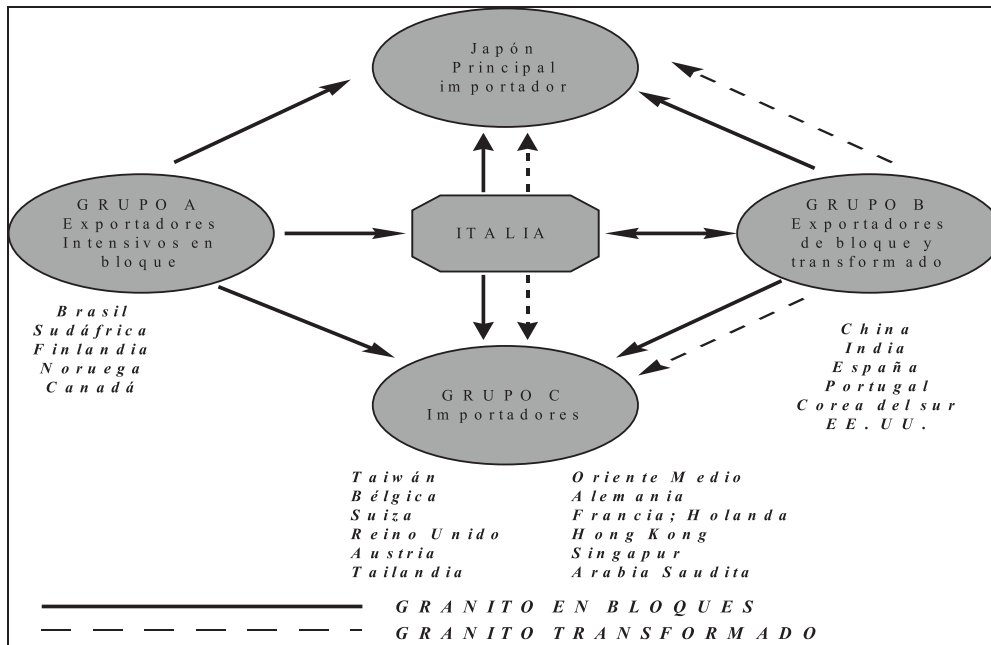 Japón
Principal
importador
GRUPO A
Exportadores
Intensivos en
bloque
ITALIA
GRUPO B
Exportadores
de bloque y
transformado
Brasil
Sudáfrica
Finlandia
Noruega
Canadá
China
India
España
Portugal
Corea del sur
EE.UU.
GRUPO C
Importadores
Taiwán
Bélgica
Suiza
Reino Unido
Austria
Tailandia
Oriente Medio
Alemania
Francia; Holanda
Hong Kong
Singapur
Arabia Saudita
GRANITO EN BLOQUES
GRANITO TRANSFORMADO